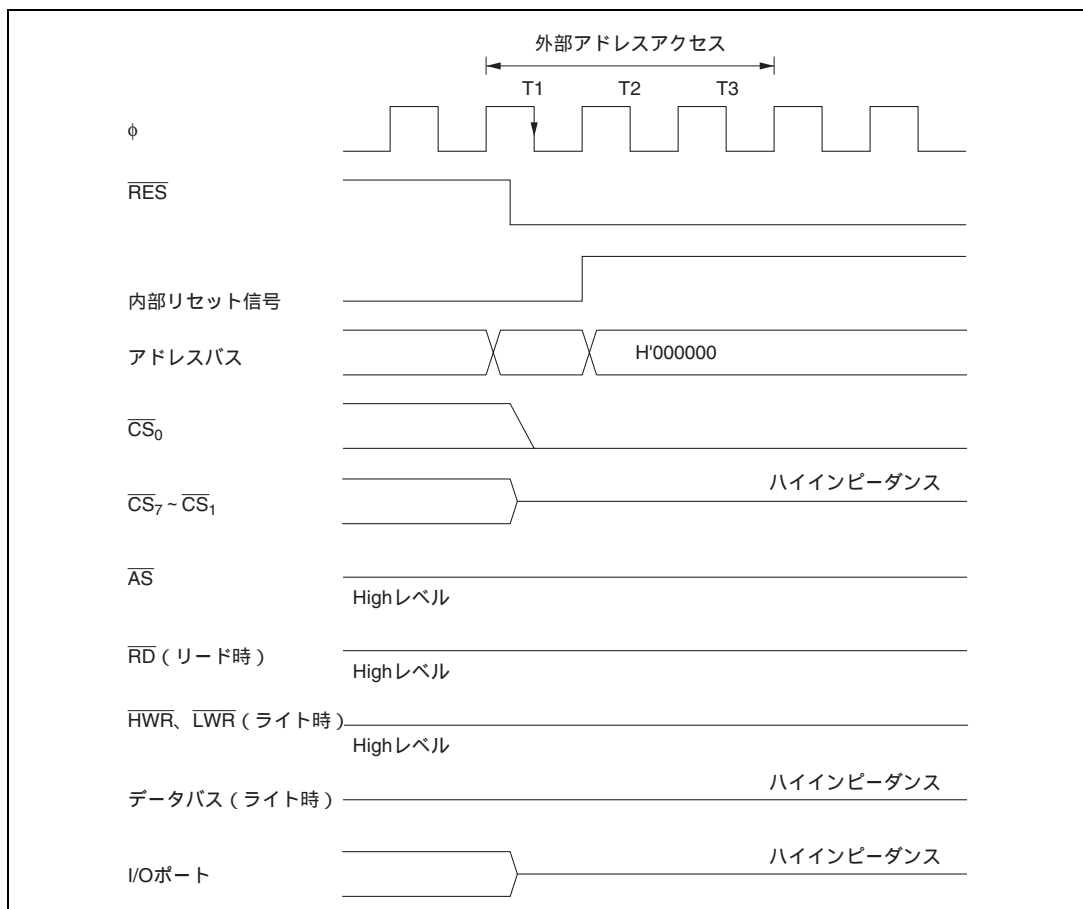 外部アドレスアクセス
T1 T2 T3
φ
RES
内部リセット信号
アドレスバス H'000000
CS0
CS7 ~ CS1 ハイインピーダンス
AS
Highレベル
RD ( リード時 )
Highレベル
HWR、LWR ( ライト時 )
Highレベル
データバス ( ライト時 ) ハイインピーダンス
I/Oポート ハイインピーダンス